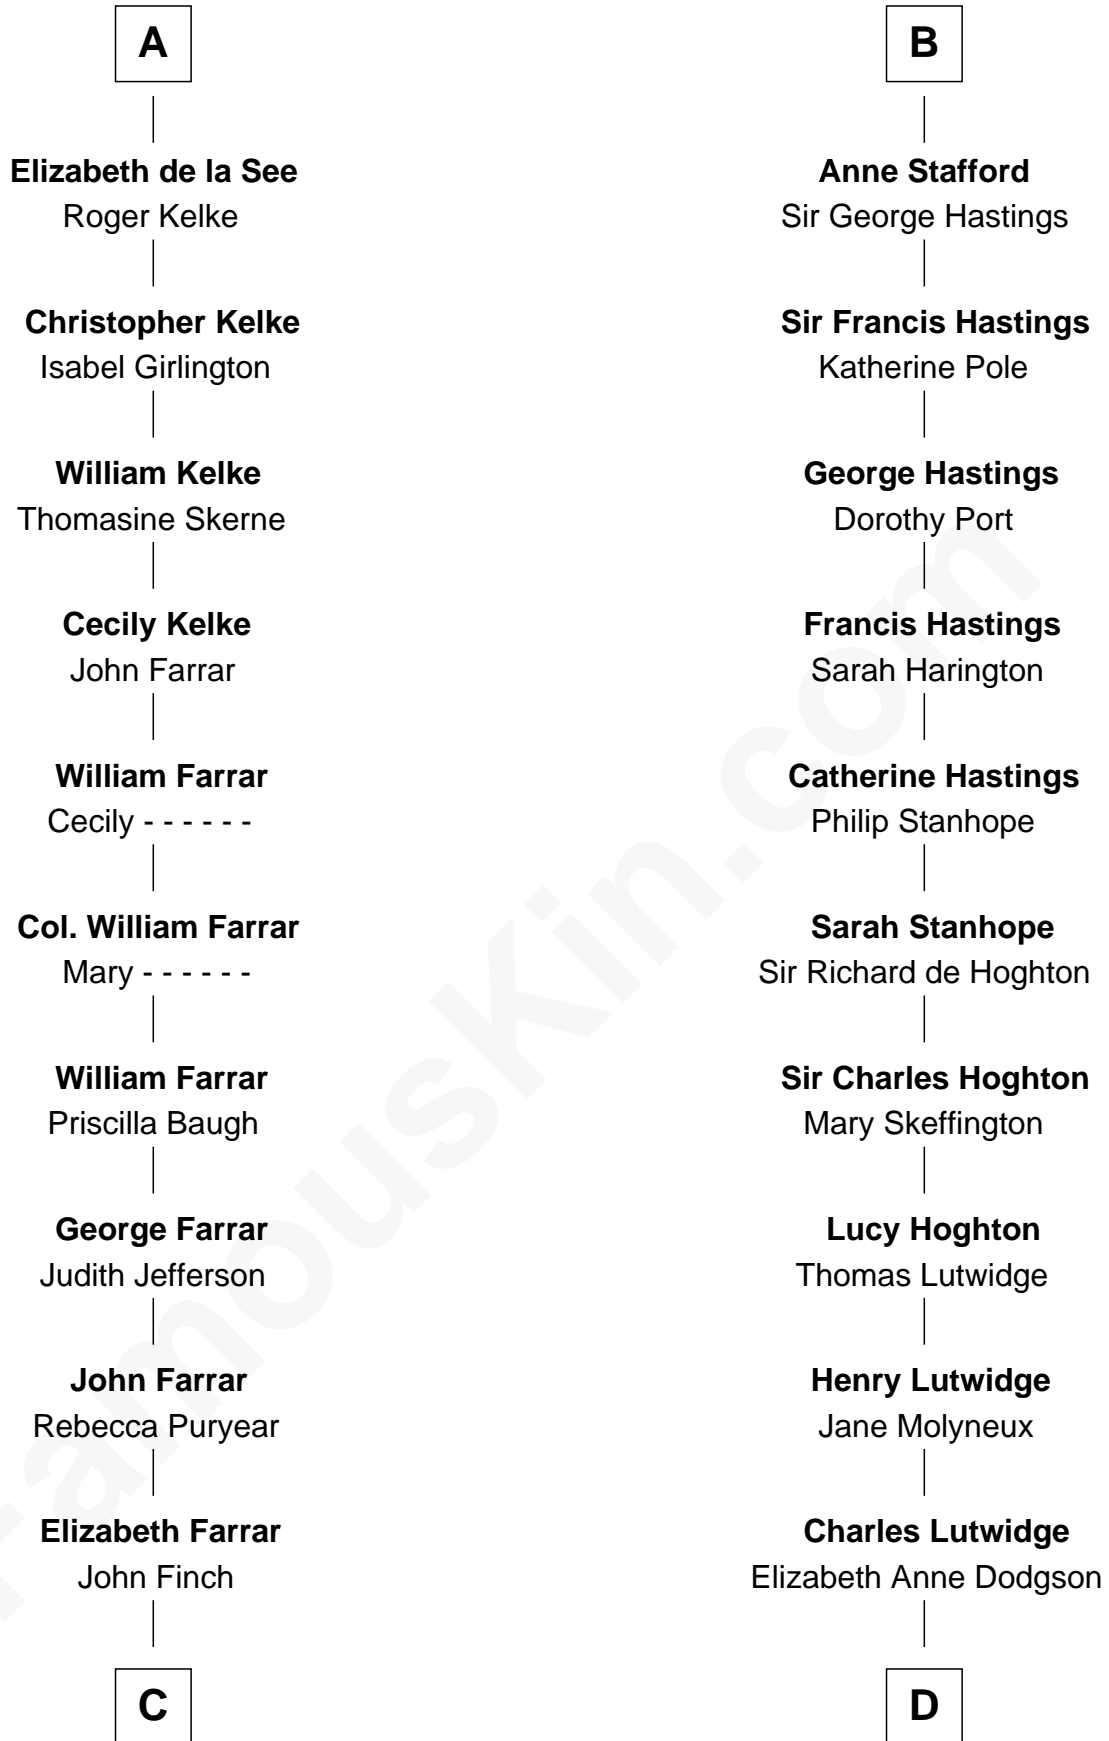 A
Elizabeth de la See
Roger Kelke
Christopher Kelke
Isabel Girlington
William Kelke
Thomasine Skerne
Cecily Kelke
John Farrar
William Farrar
Cecily - - - - - -
Col. William Farrar
Mary - - - - - -
William Farrar
Priscilla Baugh
George Farrar
Judith Jefferson
John Farrar
Rebecca Puryear
Elizabeth Farrar
John Finch
C
B
Anne Stafford
Sir George Hastings
Sir Francis Hastings
Katherine Pole
George Hastings
Dorothy Port
Francis Hastings
Sarah Harington
Catherine Hastings
Philip Stanhope
Sarah Stanhope
Sir Richard de Hoghton
Sir Charles Hoghton
Mary Skeffington
Lucy Hoghton
Thomas Lutwidge
Henry Lutwidge
Jane Molyneux
Charles Lutwidge
Elizabeth Anne Dodgson
D
FamousKin.com